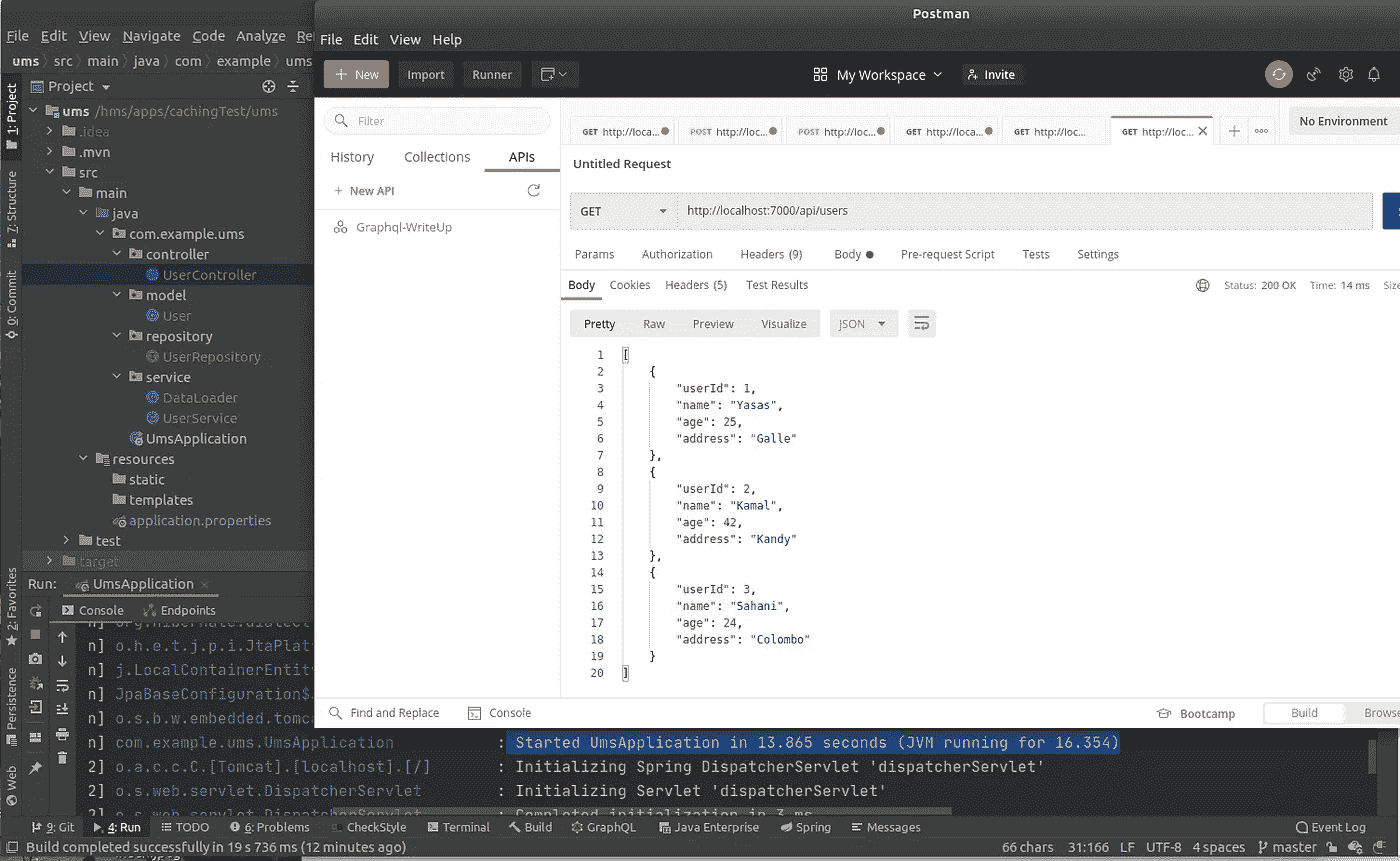 Postman
File Edit View Navigate Code Analyze Re
File Edit View Help
ums src main java com example ums
New Import Runner My Workspace Invite
Project
1: Project
7: Structure
0: Commit
2: Favorites
Persistence
Web
ums /hms/apps/cachingTest/ums
.idea
.mvn
src
main
java
com.example.ums
controller
UserController
model
User
repository
UserRepository
service
DataLoader
UserService
UmsApplication
resources
static
templates
application.properties
test
target
Filter
History Collections APIs
+ New API
Graphql-WriteUp
GET http://loca... POST http://loc... POST http://loc... GET http://loca... GET http://loc... GET http://loc... No Environment
Untitled Request
GET http://localhost:7000/api/users
Params Authorization Headers (9) Body Pre-request Script Tests Settings
Body Cookies Headers (5) Test Results Status: 200 OK Time: 14 ms Size
Pretty Raw Preview Visualize JSON
1 [
2 {
3 "userId": 1,
4 "name": "Yasas",
5 "age": 25,
6 "address": "Galle"
7 },
8 {
9 "userId": 2,
10 "name": "Kamal",
11 "age": 42,
12 "address": "Kandy"
13 },
14 {
15 "userId": 3,
16 "name": "Sahani",
17 "age": 24,
18 "address": "Colombo"
19 }
20 ]
Find and Replace Console Bootcamp Build Browse
Run: UmsApplication
Console Endpoints
n] org.hibernate.dialect
n] o.h.e.t.j.p.i.JtaPlat
n] j.LocalContainerEntity
n] JpaBaseConfiguration$
n] o.s.b.w.embedded.tomca
n] com.example.ums.UmsApplication : Started UmsApplication in 13.865 seconds (JVM running for 16.354)
2] o.a.c.c.C.[Tomcat].[localhost].[/] : Initializing Spring DispatcherServlet 'dispatcherServlet'
2] o.s.web.servlet.DispatcherServlet : Initializing Servlet 'dispatcherServlet'
2] o.s.web.servlet.DispatcherServlet : Completed initialization in 3 ms
9: Git 4: Run TODO 6: Problems CheckStyle Terminal Build GraphQL Java Enterprise Spring Messages Event Log
Build completed successfully in 19 s 736 ms (12 minutes ago) 66 chars 31:166 LF UTF-8 4 spaces master